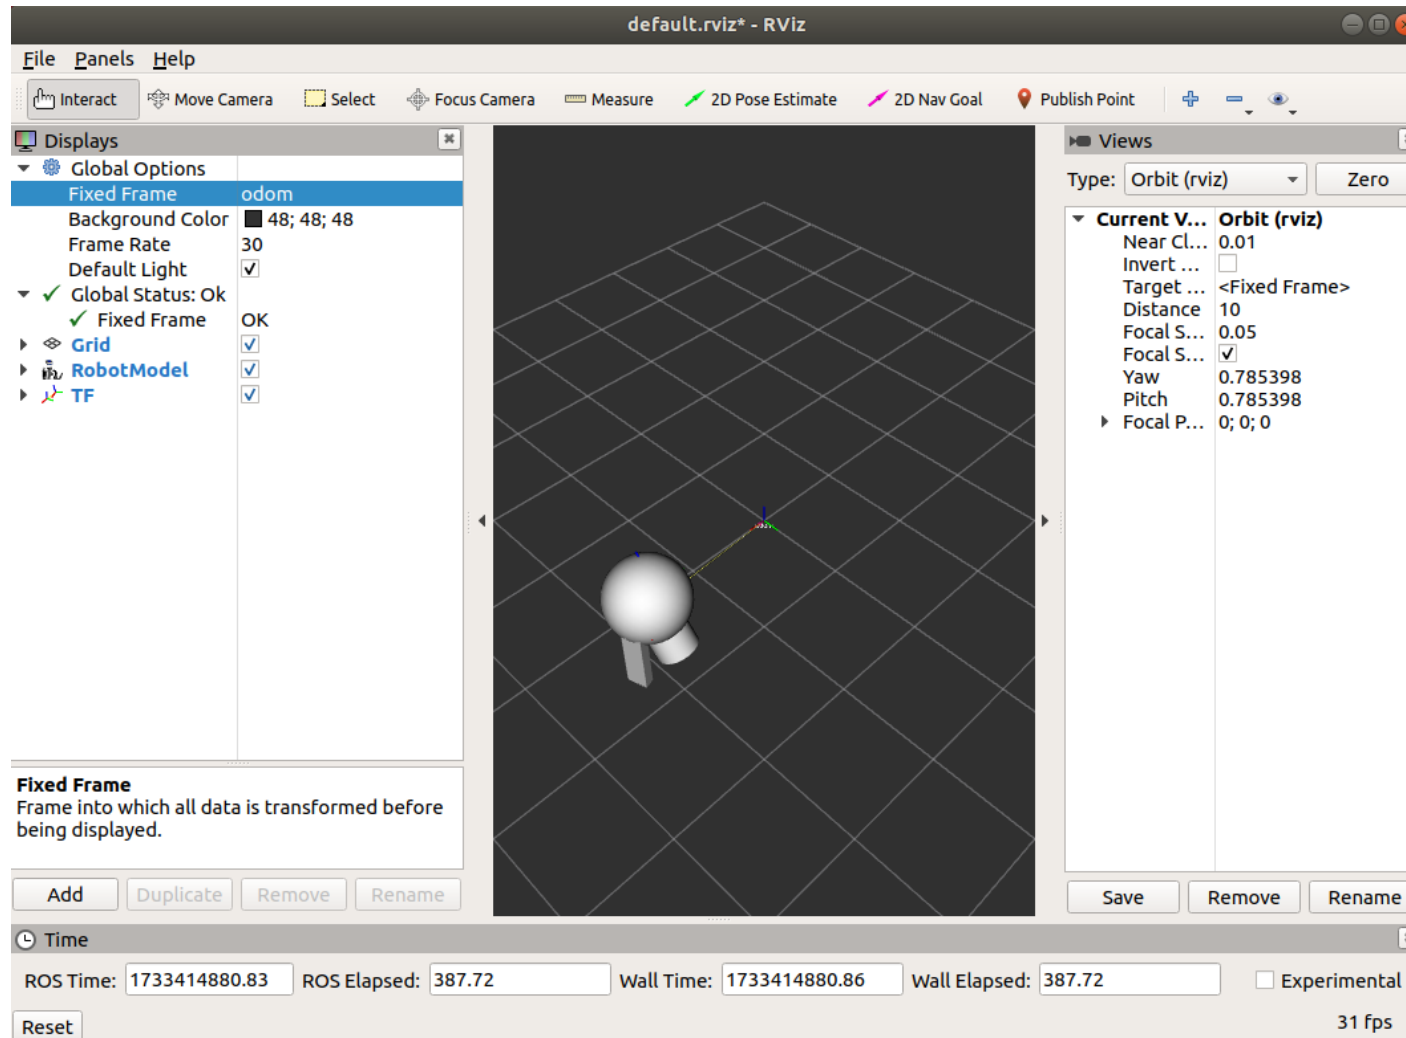 default.rviz* - RViz
File Panels Help
Interact Move Camera Select Focus Camera Measure 2D Pose Estimate 2D Nav Goal Publish Point
Displays
Global Options
Fixed Frame odom
Background Color 48; 48; 48
Frame Rate 30
Default Light
Global Status: Ok
Fixed Frame OK
Grid
RobotModel
TF
Fixed Frame
Frame into which all data is transformed before
being displayed.
Add Duplicate Remove Rename
Views
Type: Orbit (rviz) Zero
Current V... Orbit (rviz)
Near Cl... 0.01
Invert ...
Target ... <Fixed Frame>
Distance 10
Focal S... 0.05
Focal S...
Yaw 0.785398
Pitch 0.785398
Focal P... 0; 0; 0
Save Remove Rename
Time
ROS Time: 1733414880.83 ROS Elapsed: 387.72 Wall Time: 1733414880.86 Wall Elapsed: 387.72 Experimental
Reset 31 fps